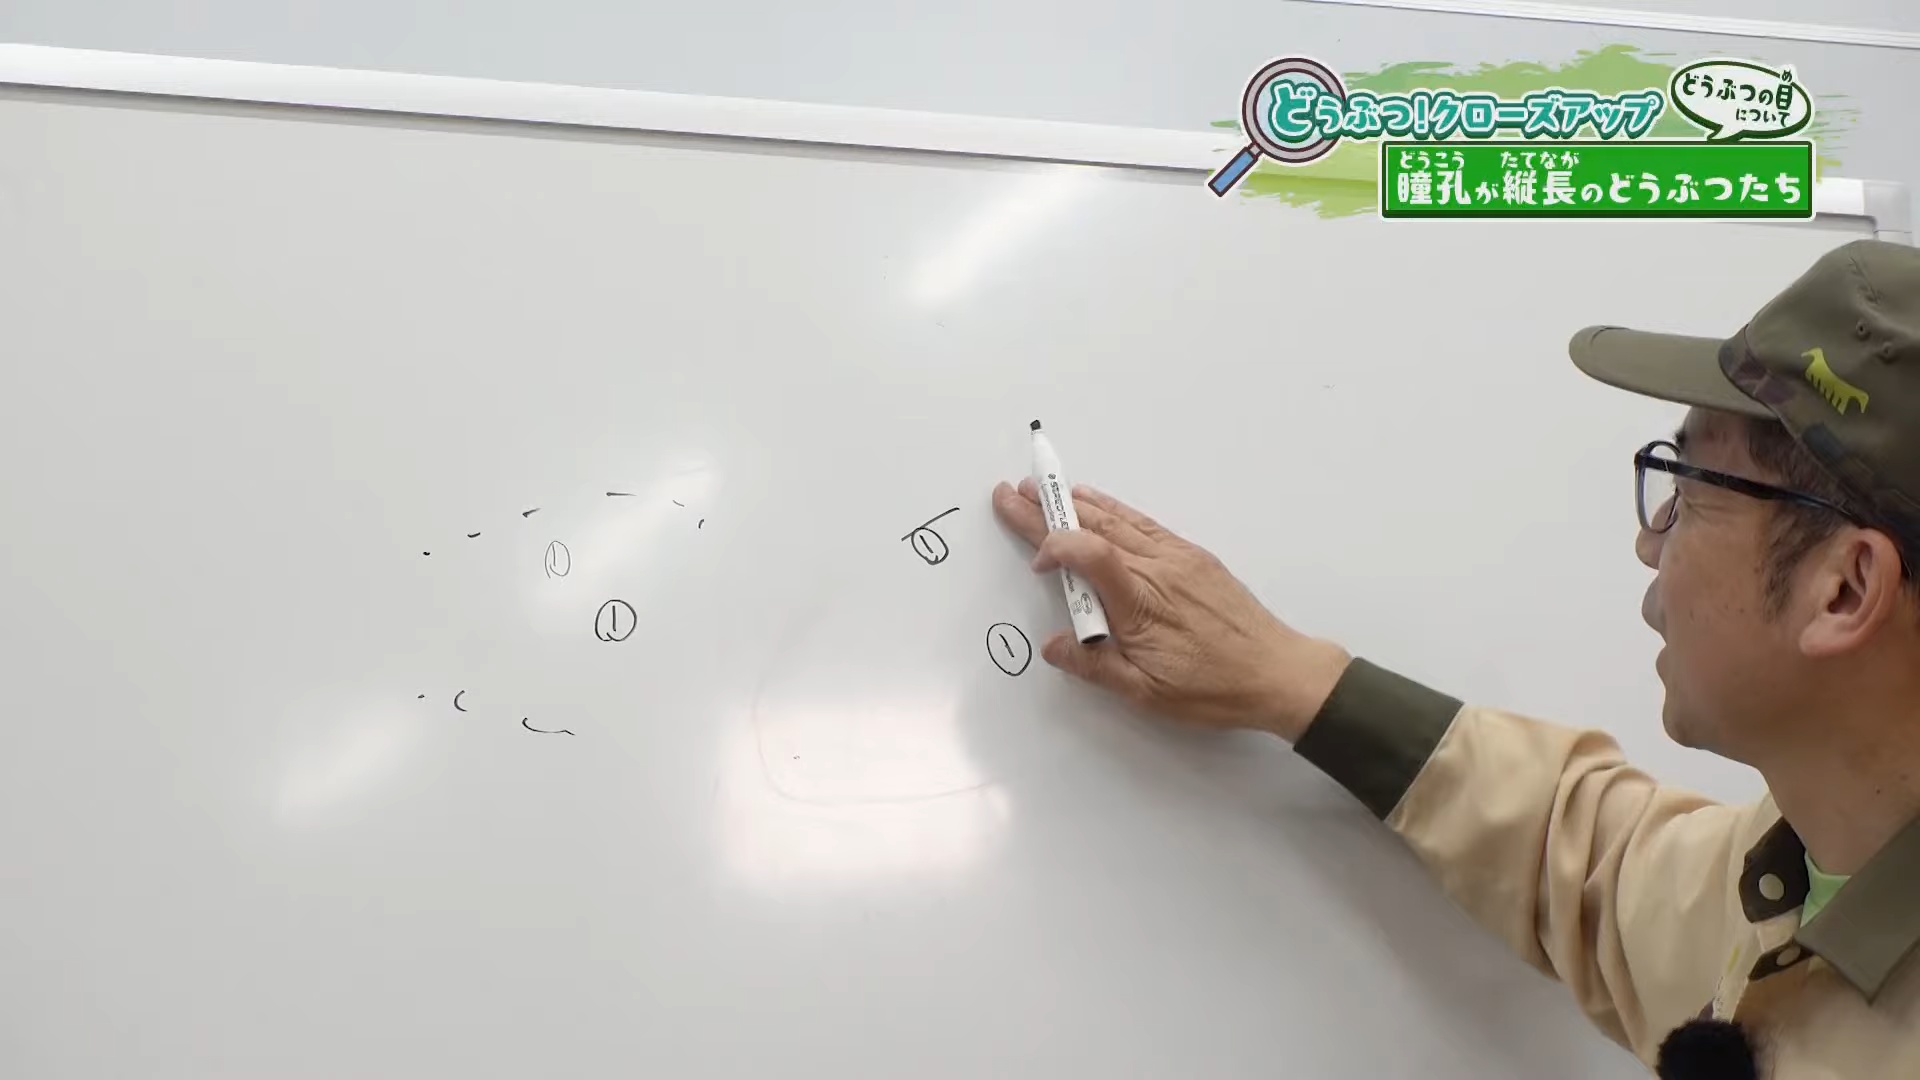 どうぶつ!クローズアップ
どうぶつの目
め
について
どうこう たてなが
瞳孔が縦長のどうぶつたち
STAEDTLER